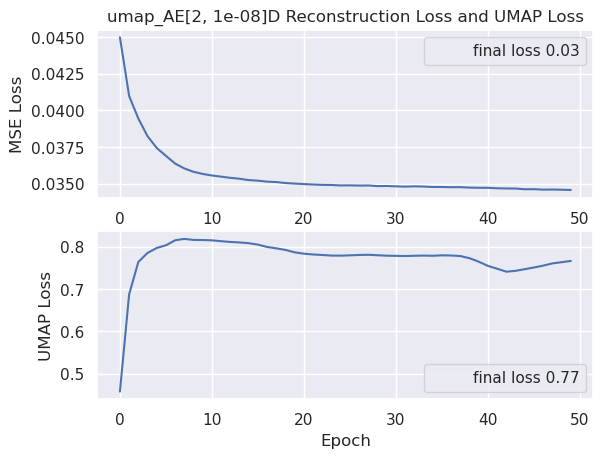 umap_AE[2, 1e-08]D Reconstruction Loss and UMAP Loss
0.0450
0.0425
0.0400
0.0375
0.0350
MSE Loss
final loss 0.03
0 10 20 30 40 50
0.8
0.7
0.6
0.5
UMAP Loss
final loss 0.77
0 10 20 30 40 50
Epoch